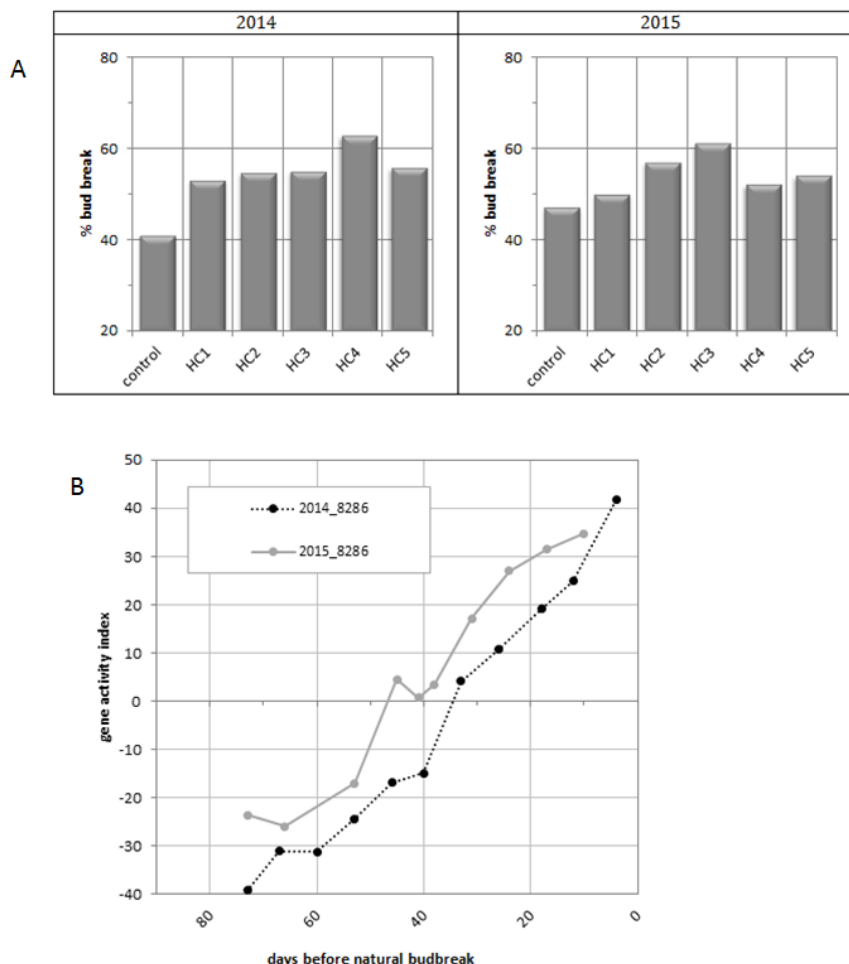 2014
2015
A
80
60
40
20
% bud break
control
HC1
HC2
HC3
HC4
HC5
80
60
40
20
% bud break
control
HC1
HC2
HC3
HC4
HC5
B
50
40
30
20
10
0
-10
-20
-30
-40
gene activity index
2014_8286
2015_8286
80
60
40
20
0
days before natural budbreak